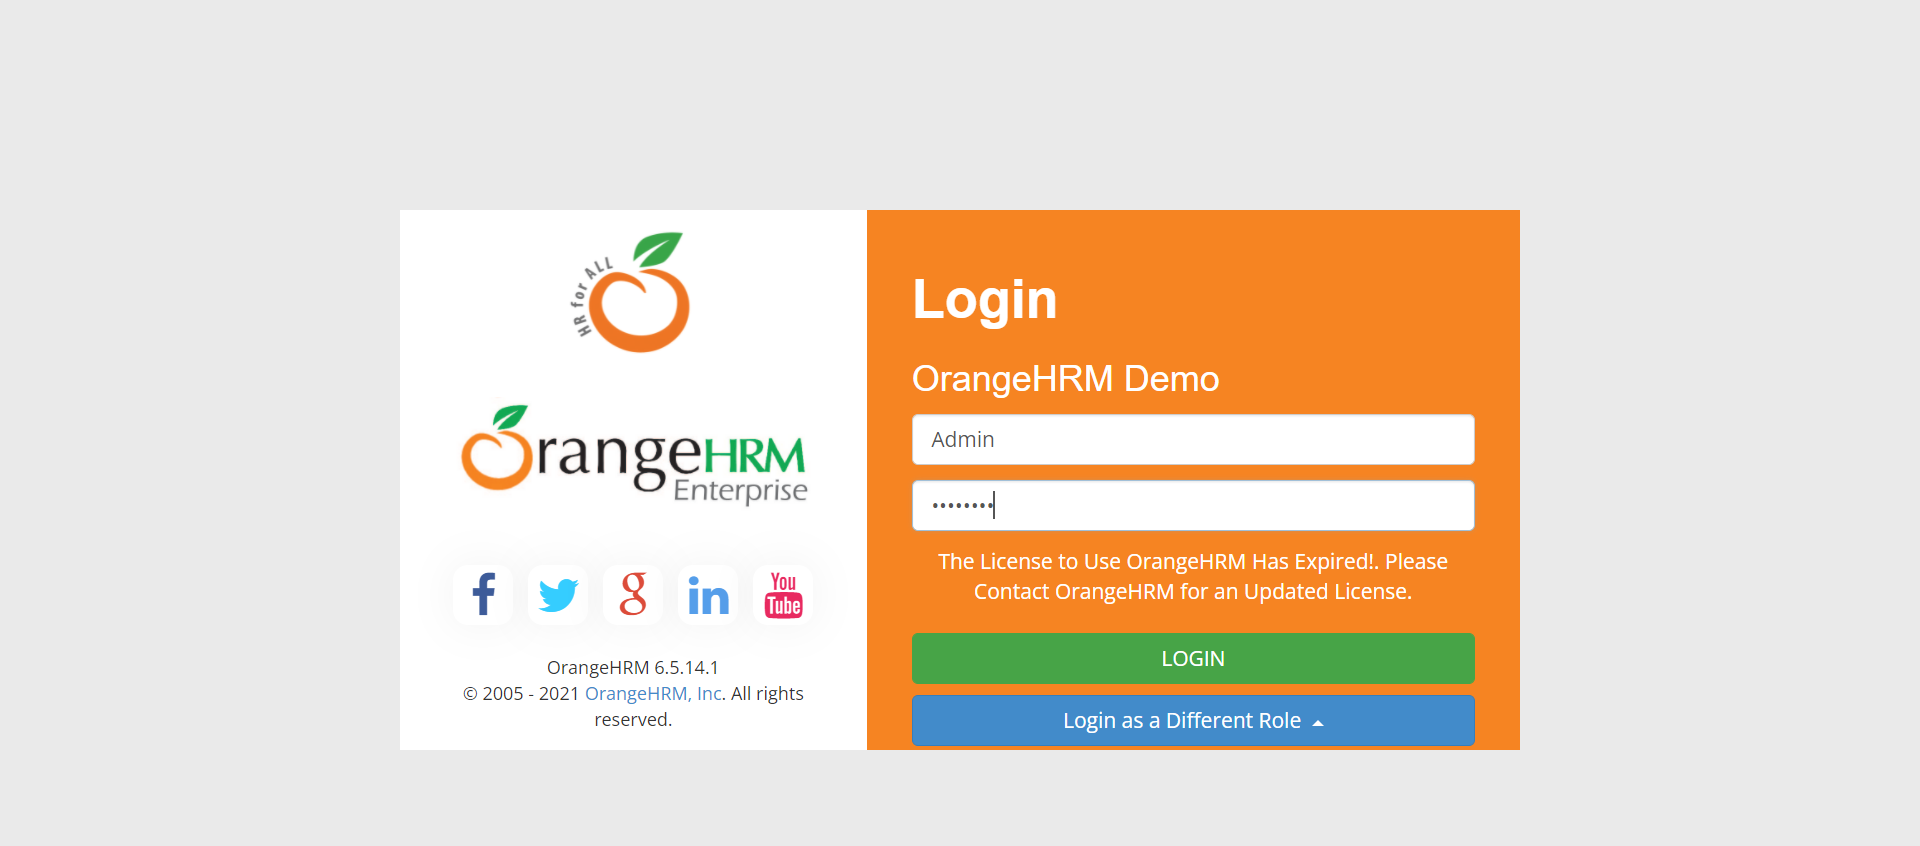 HR for ALL
OrangeHRM
Enterprise
f
g
in
You
Tube
OrangeHRM 6.5.14.1
© 2005 - 2021 OrangeHRM, Inc. All rights
reserved.
Login
OrangeHRM Demo
Admin
••••••••
The License to Use OrangeHRM Has Expired!. Please
Contact OrangeHRM for an Updated License.
LOGIN
Login as a Different Role